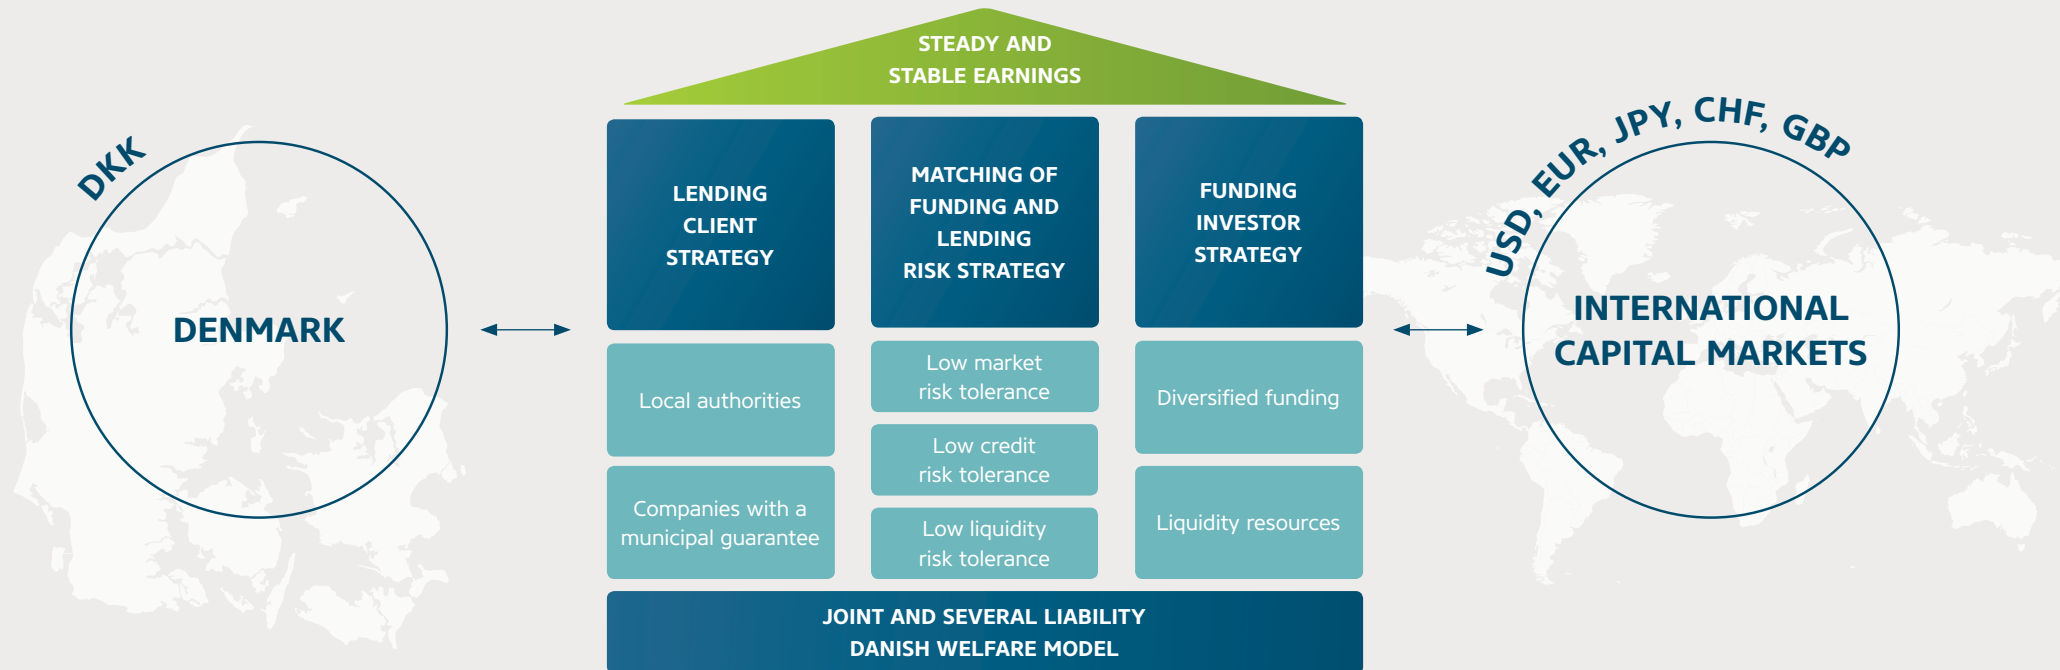 STEADY AND
STABLE EARNINGS
DKK
DENMARK
LENDING
CLIENT
STRATEGY
Local authorities
Companies with a
municipal guarantee
MATCHING OF
FUNDING AND
LENDING
RISK STRATEGY
Low market
risk tolerance
Low credit
risk tolerance
Low liquidity
risk tolerance
FUNDING
INVESTOR
STRATEGY
Diversified funding
Liquidity resources
JOINT AND SEVERAL LIABILITY
DANISH WELFARE MODEL
USD, EUR, JPY, CHF, GBP
INTERNATIONAL
CAPITAL MARKETS